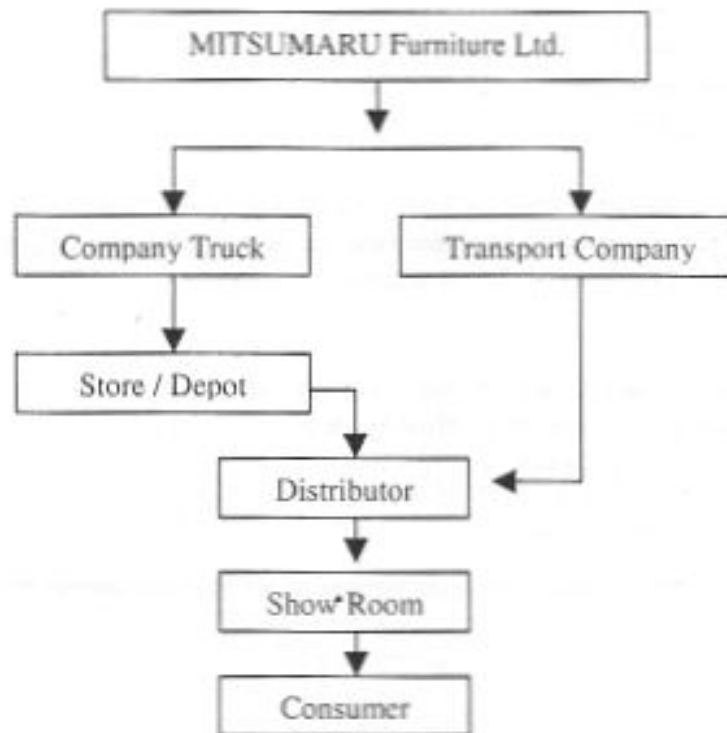 MITSUMARU Furniture Ltd.
Company Truck
Transport Company
Store / Depot
Distributor
Show Room
Consumer